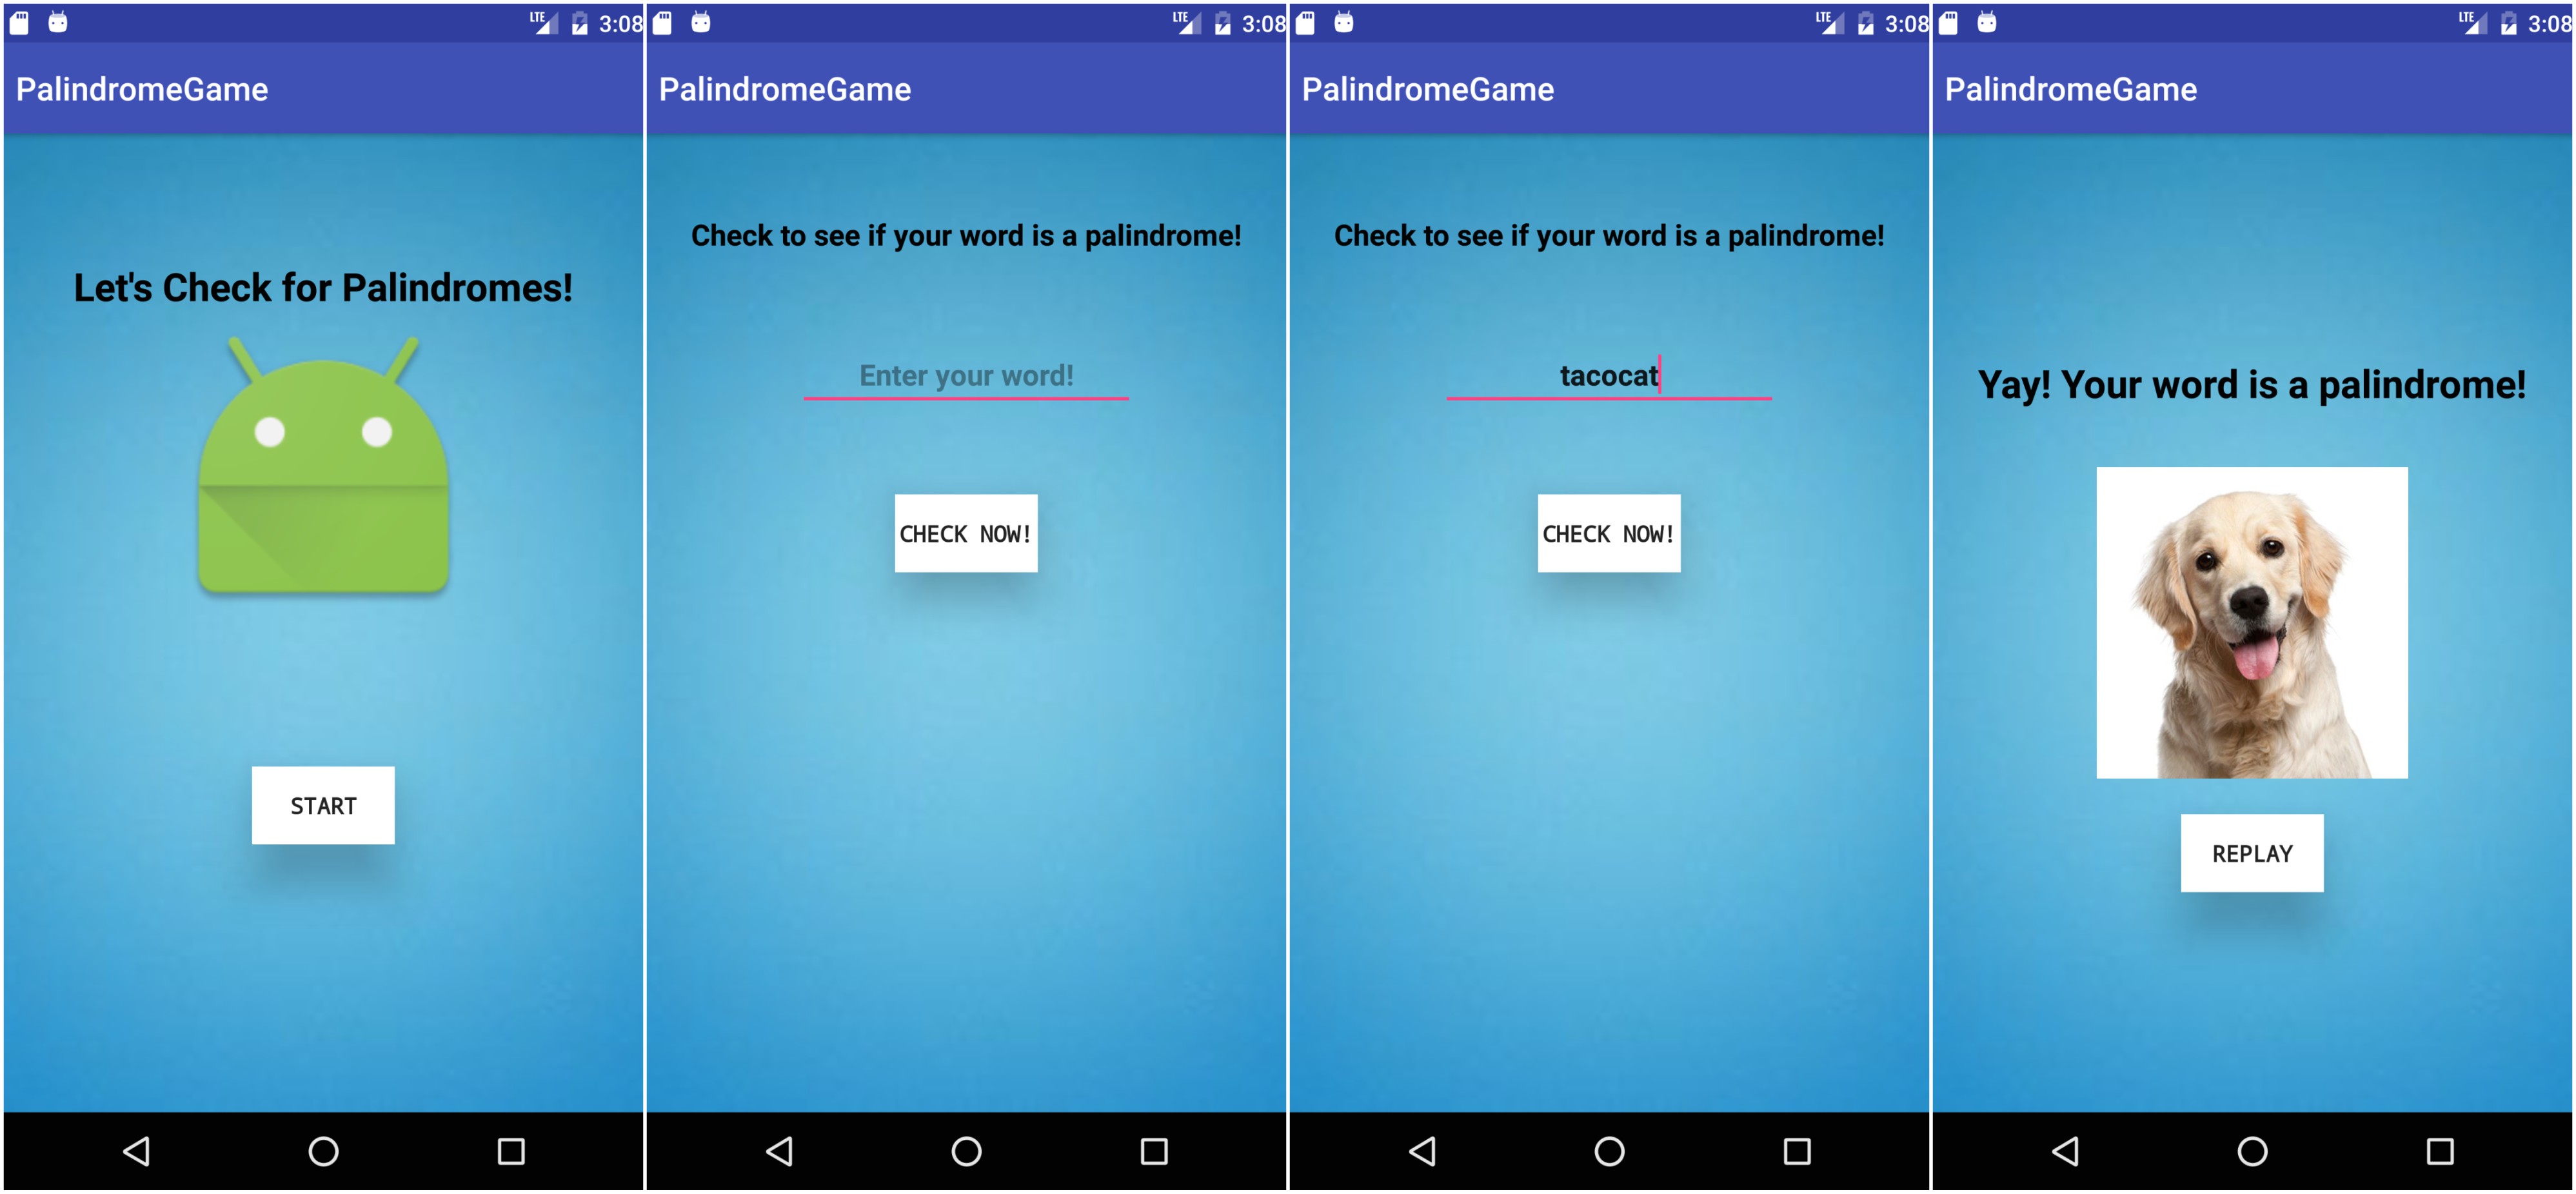 LTE 3:08
PalindromeGame
Let's Check for Palindromes!
START
LTE 3:08
PalindromeGame
Check to see if your word is a palindrome!
Enter your word!
CHECK NOW!
LTE 3:08
PalindromeGame
Check to see if your word is a palindrome!
tacocat
CHECK NOW!
LTE 3:08
PalindromeGame
Yay! Your word is a palindrome!
REPLAY